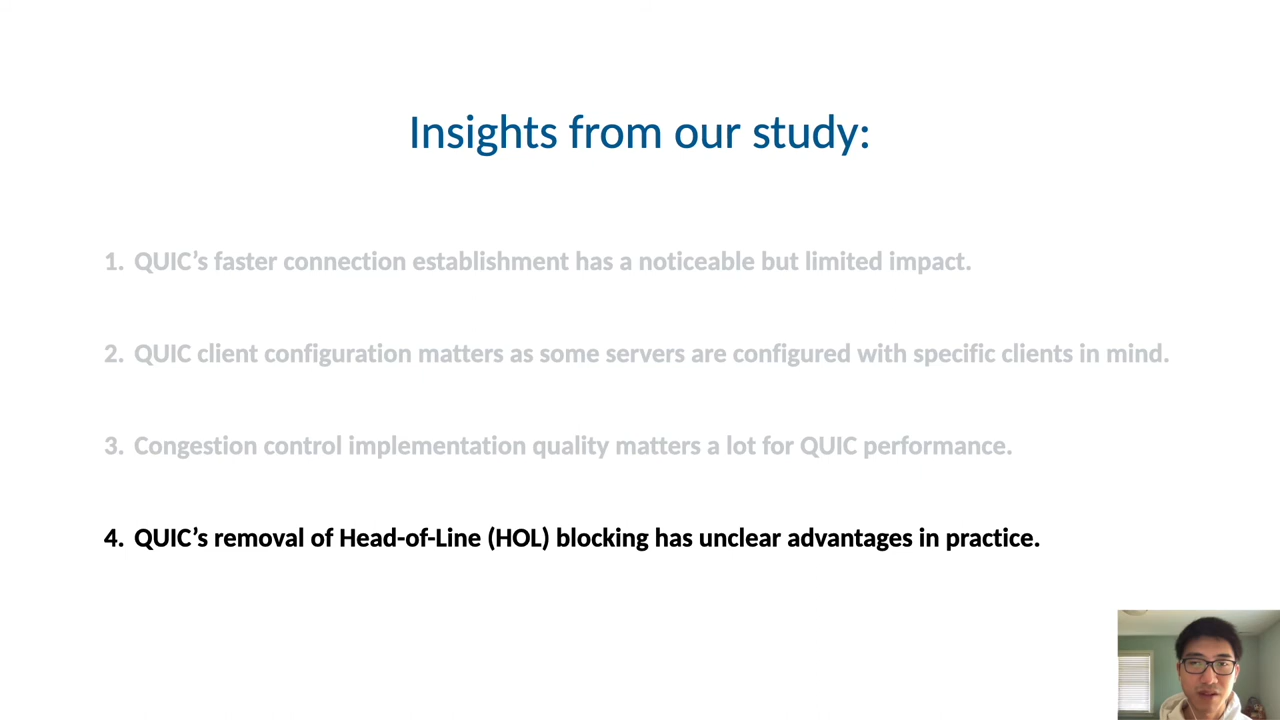 Insights from our study:
1. QUIC’s faster connection establishment has a noticeable but limited impact.
2. QUIC client configuration matters as some servers are configured with specific clients in mind.
3. Congestion control implementation quality matters a lot for QUIC performance.
4. QUIC’s removal of Head-of-Line (HOL) blocking has unclear advantages in practice.